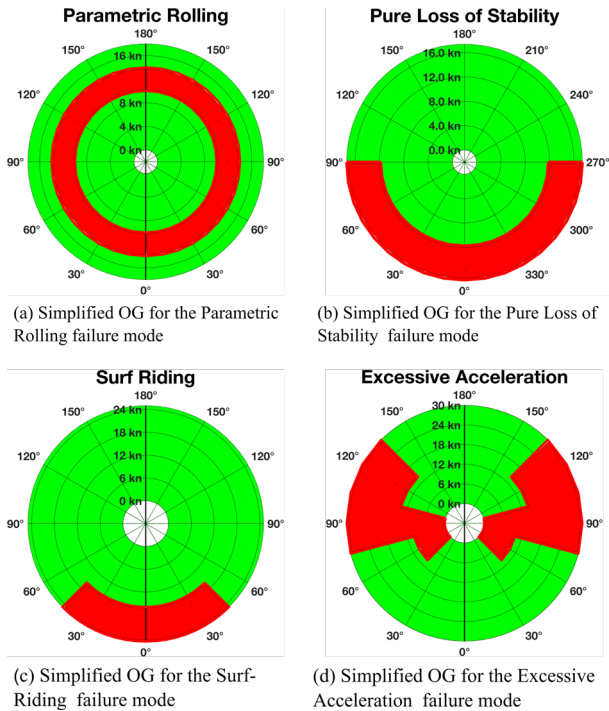 Parametric Rolling
180°
150°
150°
16 kn
120°
120°
8 kn
4 kn
0 kn
90°
90°
60°
60°
30°
30°
0°
(a) Simplified OG for the Parametric
Rolling failure mode
Pure Loss of Stability
180°
150°
210°
16.0 kn
12,0 kn
120°
240°
8.00 kn
4.00 kn
0.00 kn
90°
270°
60°
300°
30°
330°
0°
(b) Simplified OG for the Pure Loss of
Stability failure mode
Surf Riding
180°
24 kn
150°
150°
18 kn
120°
120°
12 kn
6 kn
0 kn
90°
90°
60°
60°
30°
30°
0°
(c) Simplified OG for the Surf-
Riding failure mode
Excessive Acceleration
180°
30 kn
150°
150°
24 kn
18 kn
120°
120°
12 kn
6 kn
0 kn
90°
90°
60°
60°
30°
30°
0°
(d) Simplified OG for the Excessive
Acceleration failure mode